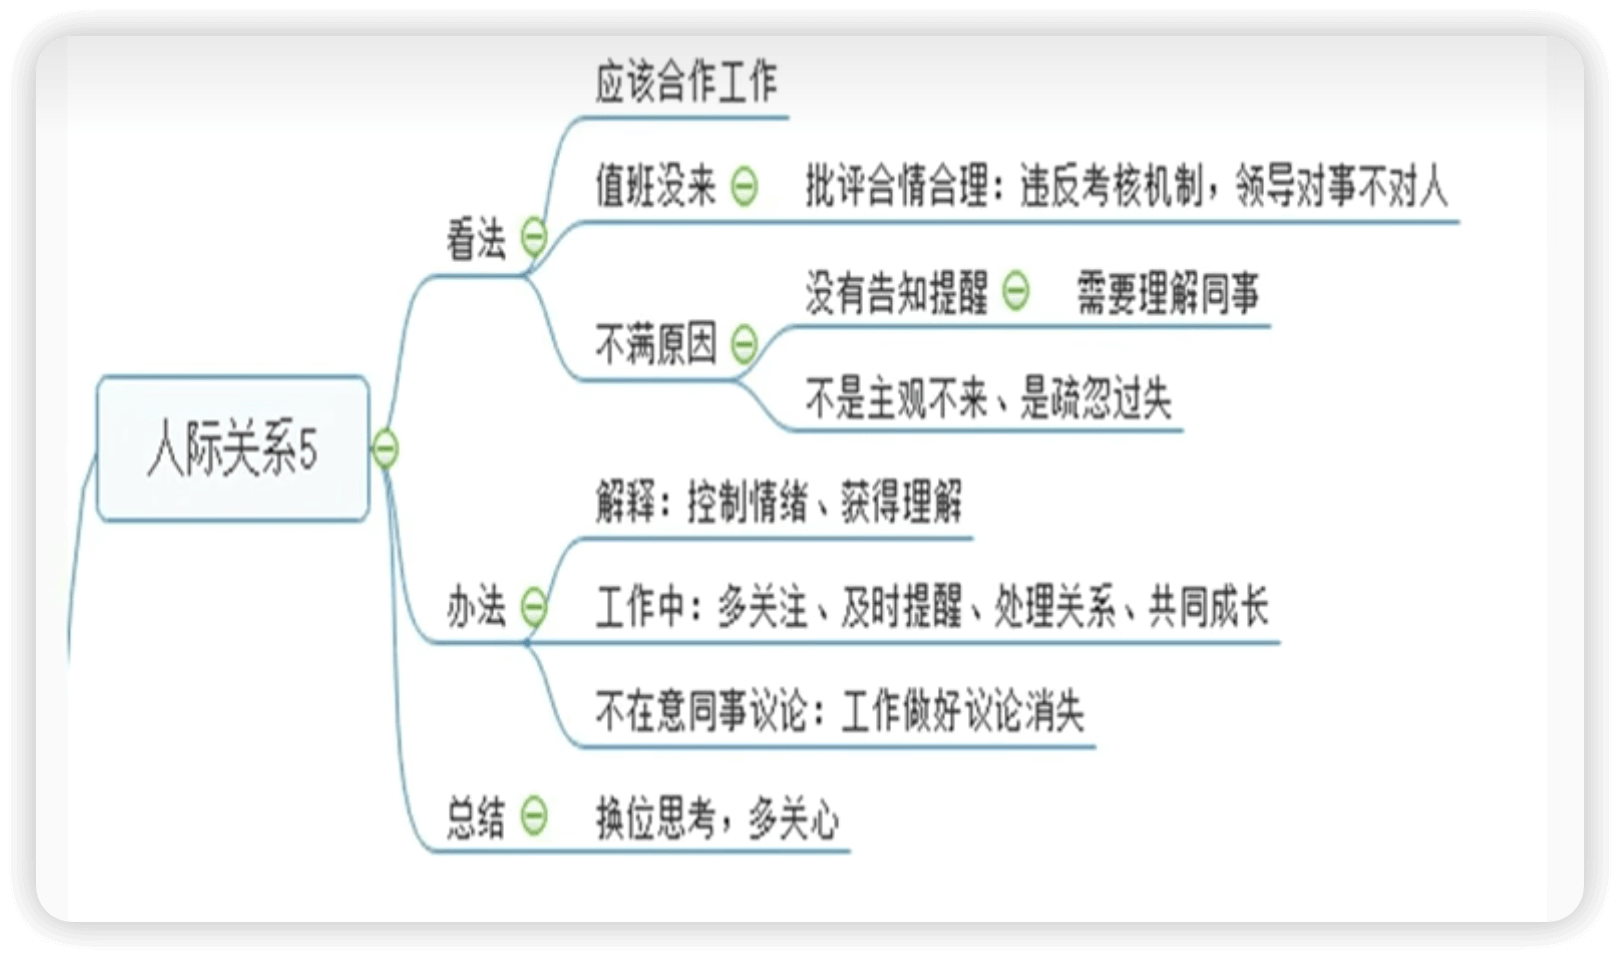 应该合作工作
值班没来 批评合情合理：违反考核机制，领导对事不对人
看法
没有告知提醒 需要理解同事
不满原因
不是主观不来、是疏忽过失
人际关系5
解释：控制情绪、获得理解
办法 工作中：多关注、及时提醒、处理关系、共同成长
不在意同事议论：工作做好议论消失
总结 换位思考，多关心